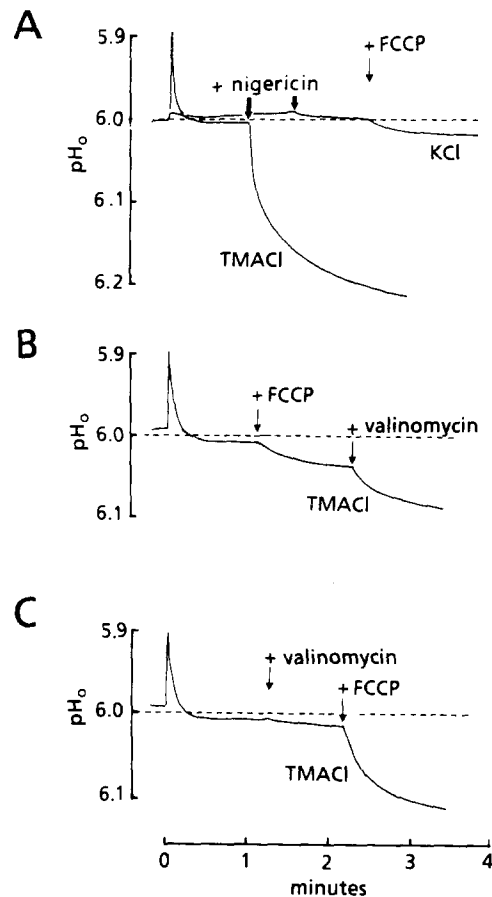 A
5.9
+ FCCP
+ nigericin
6.0
pHo
KCl
6.1
TMACl
6.2
B
5.9
+ FCCP
+ valinomycin
6.0
pHo
TMACl
6.1
C
5.9
+ valinomycin
+ FCCP
6.0
pHo
TMACl
6.1
0 1 2 3 4
minutes